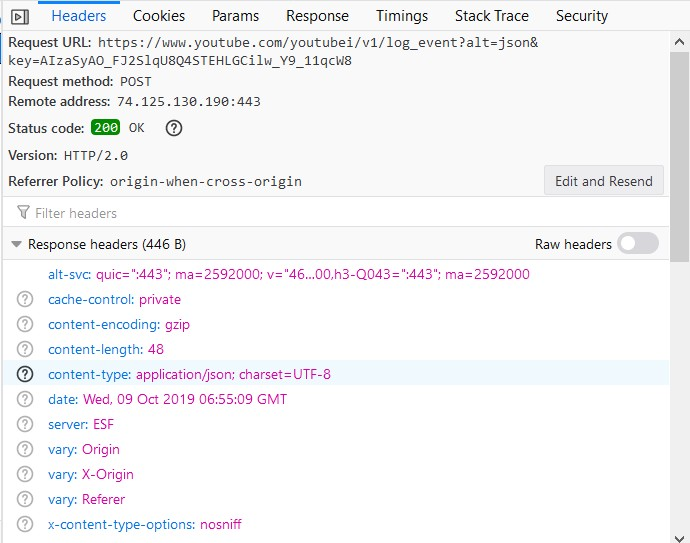 Headers Cookies Params Response Timings Stack Trace Security
Request URL: https://www.youtube.com/youtubei/v1/log_event?alt=json&
key=AIzaSyAO_FJ2SlqU8Q4STEHLGCilw_Y9_11qcW8
Request method: POST
Remote address: 74.125.130.190:443
Status code: 200 OK ?
Version: HTTP/2.0
Referrer Policy: origin-when-cross-origin Edit and Resend
Filter headers
Response headers (446 B) Raw headers
alt-svc: quic=":443"; ma=2592000; v="46...00,h3-Q043=":443"; ma=2592000
? cache-control: private
? content-encoding: gzip
? content-length: 48
? content-type: application/json; charset=UTF-8
? date: Wed, 09 Oct 2019 06:55:09 GMT
? server: ESF
? vary: Origin
? vary: X-Origin
? vary: Referer
? x-content-type-options: nosniff